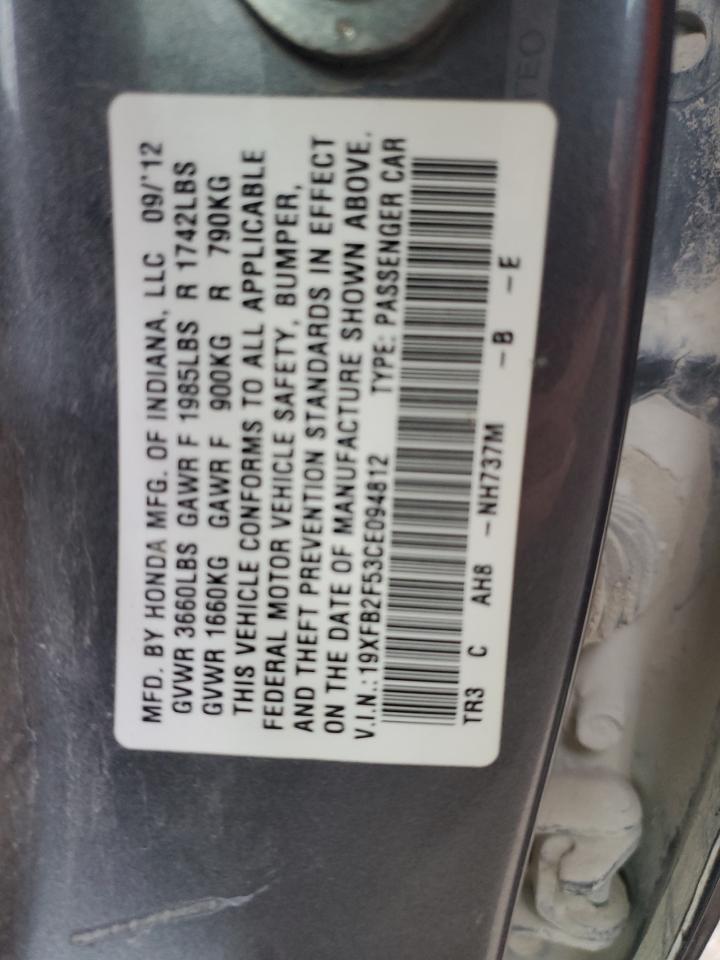 MFD. BY HONDA MFG. OF INDIANA, LLC 09/'12
GVWR 3660LBS GAWR F 1985LBS R 1742LBS
GVWR 1660KG GAWR F 900KG R 790KG
THIS VEHICLE CONFORMS TO ALL APPLICABLE
FEDERAL MOTOR VEHICLE SAFETY, BUMPER,
AND THEFT PREVENTION STANDARDS IN EFFECT
ON THE DATE OF MANUFACTURE SHOWN ABOVE.
V.I.N.:19XFB2F53CE094812 TYPE: PASSENGER CAR
TR3 C AH8 -NH737M -B -E